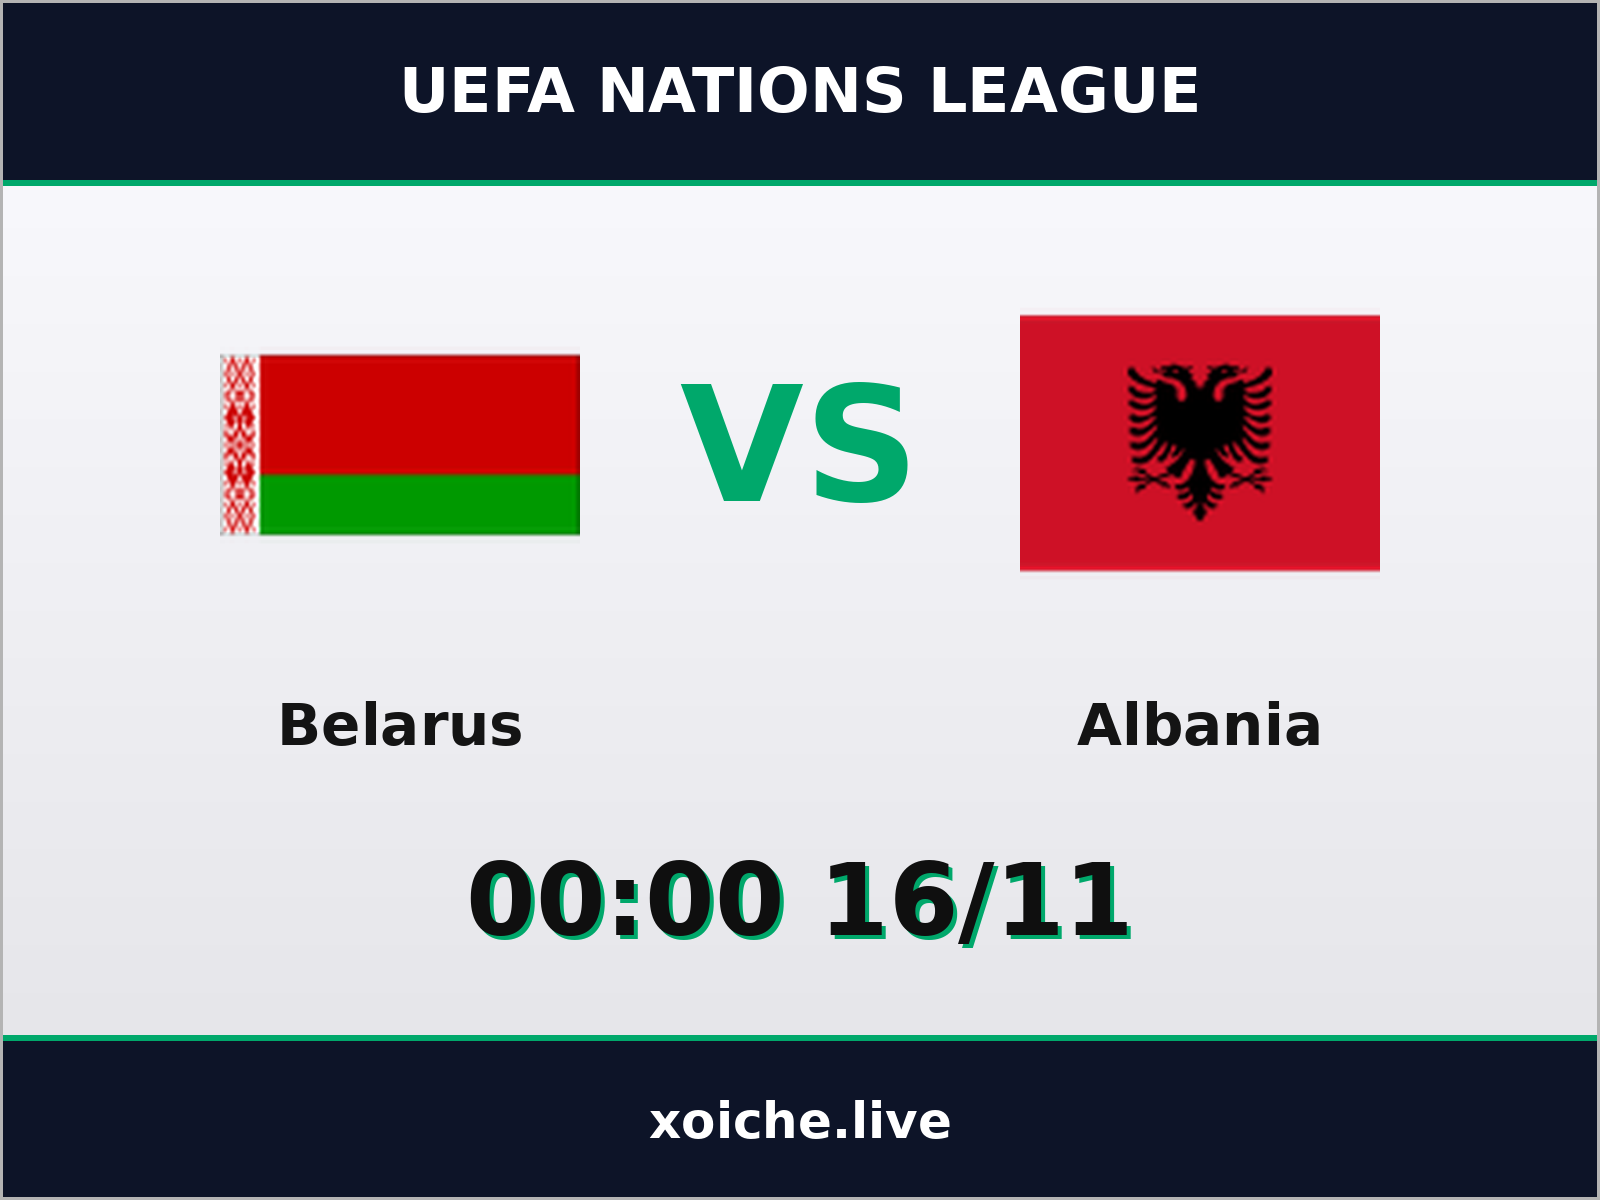 UEFA NATIONS LEAGUE
VS
Belarus
Albania
00:00 16/11
xoiche.live